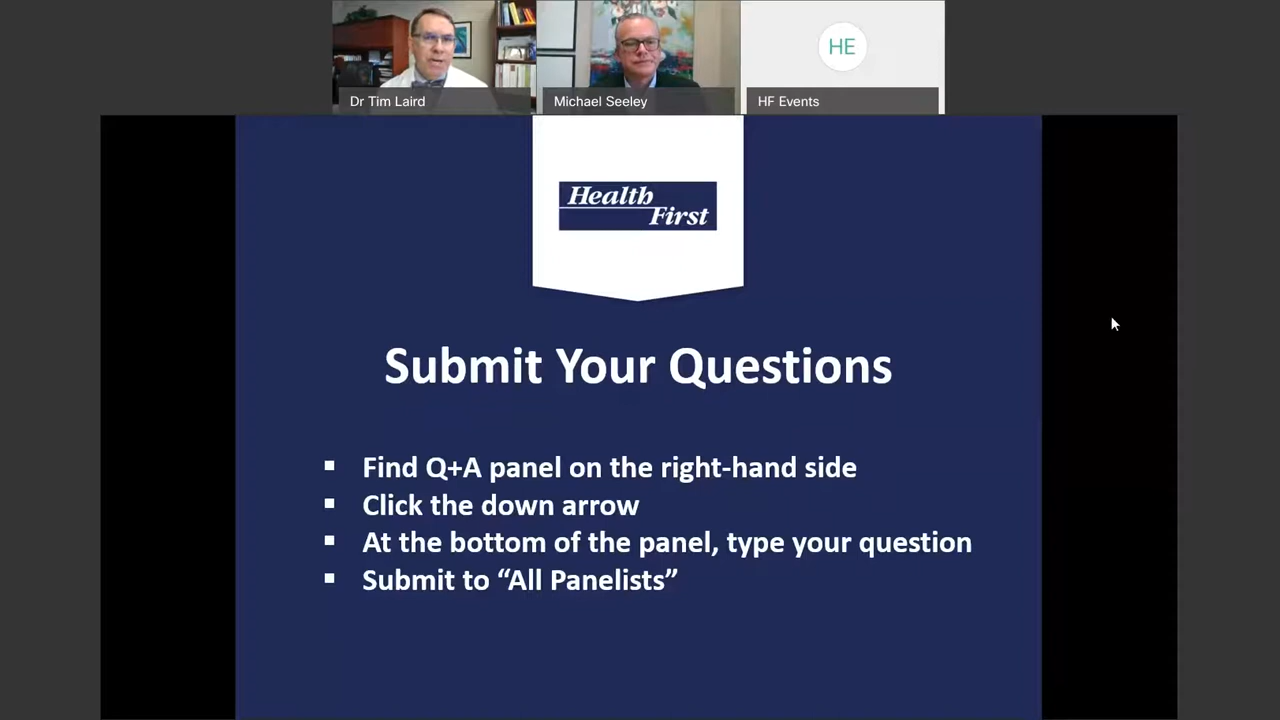 Dr Tim Laird
Michael Seeley
HE
HF Events
Health
First
Submit Your Questions
▪ Find Q+A panel on the right-hand side
▪ Click the down arrow
▪ At the bottom of the panel, type your question
▪ Submit to “All Panelists”